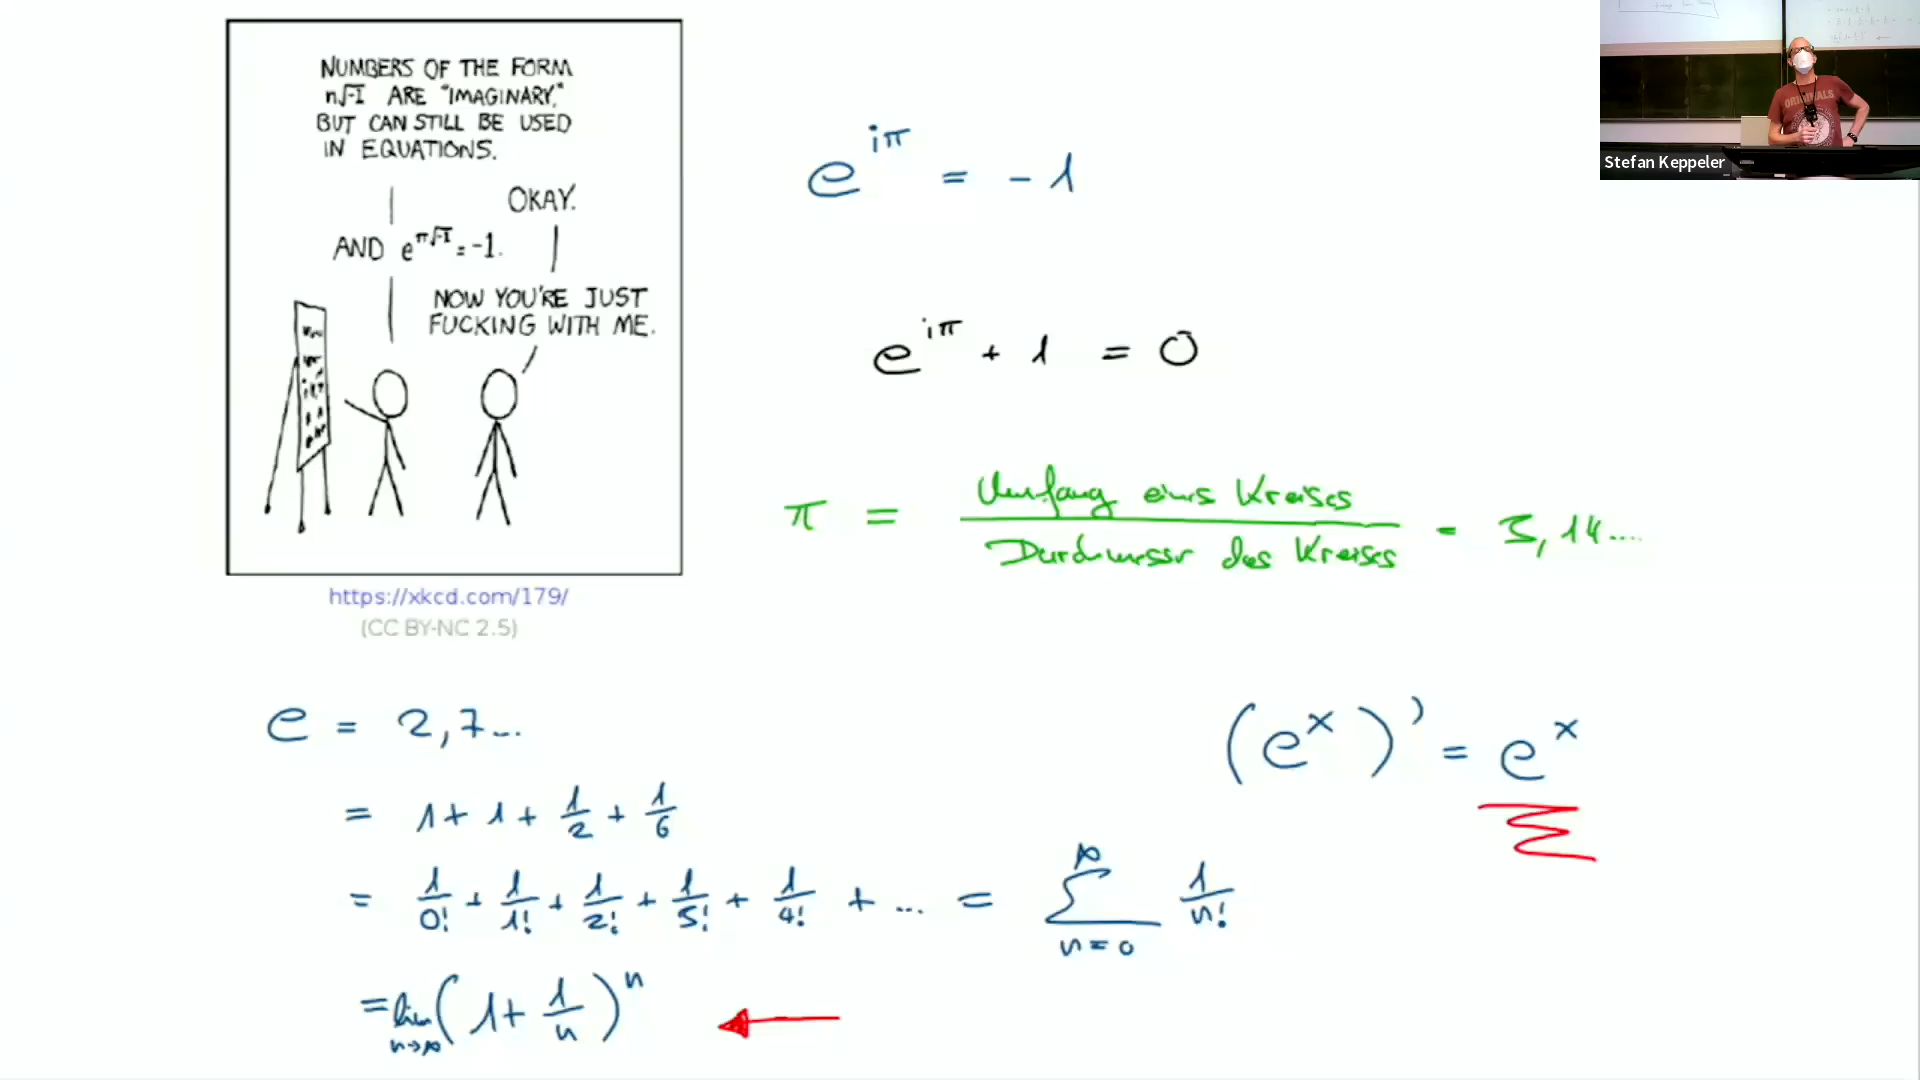 NUMBERS OF THE FORM
n√-1 ARE "IMAGINARY,"
BUT CAN STILL BE USED
IN EQUATIONS.
OKAY.
AND e^π√-1 = -1.
NOW YOU'RE JUST
FUCKING WITH ME.
https://xkcd.com/179/
(CC BY-NC 2.5)
e^iπ = -1
e^iπ + 1 = 0
π = Umfang eines Kreises / Durchmesser des Kreises = 3,14....
e = 2,7...
= 1 + 1 + 1/2 + 1/6
= 1/0! + 1/1! + 1/2! + 1/3! + 1/4! + ... = ∑ n=0 ∞ 1/n!
= lim n→∞ (1 + 1/n)^n
(e^x)' = e^x
ORIGINALS
Stefan Keppeler